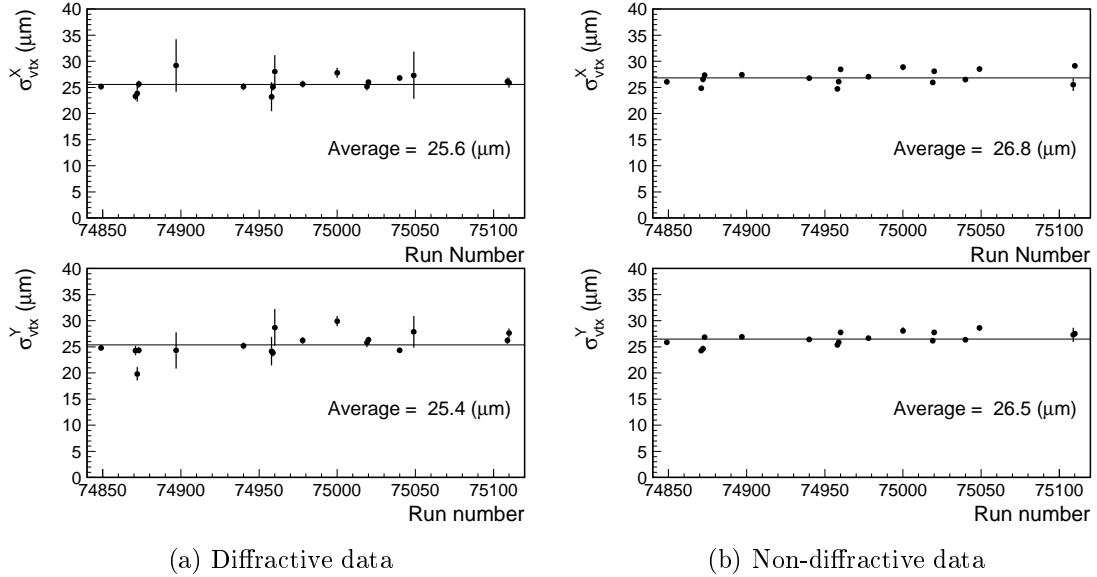 σ^X_vtx (μm)
40
35
30
25
20
15
10
5
0
Average = 25.6 (μm)
74850 74900 74950 75000 75050 75100
Run Number
σ^X_vtx (μm)
40
35
30
25
20
15
10
5
0
Average = 26.8 (μm)
74850 74900 74950 75000 75050 75100
Run Number
σ^Y_vtx (μm)
40
35
30
25
20
15
10
5
0
Average = 25.4 (μm)
74850 74900 74950 75000 75050 75100
Run number
σ^Y_vtx (μm)
40
35
30
25
20
15
10
5
0
Average = 26.5 (μm)
74850 74900 74950 75000 75050 75100
Run number
(a) Diffractive data
(b) Non-diffractive data